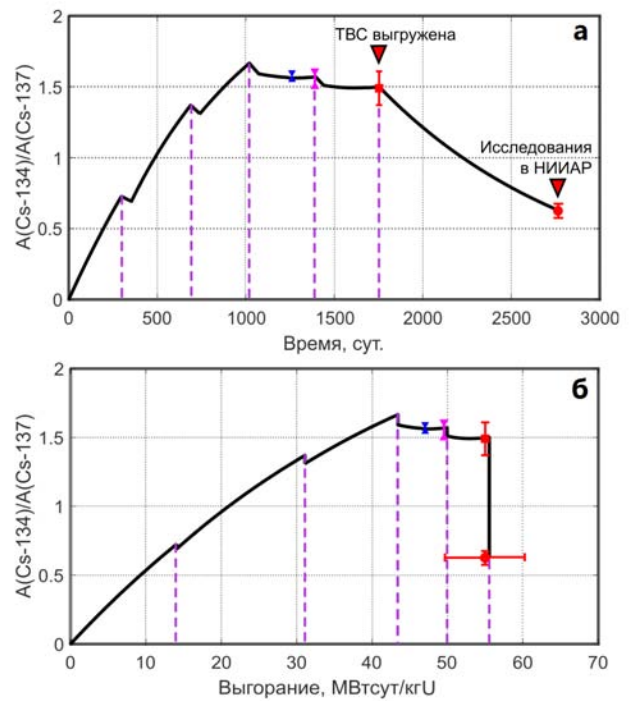 а
ТВС выгружена
Исследования
в НИИАР
A(Cs-134)/A(Cs-137)
2
1.5
1
0.5
0
0 500 1000 1500 2000 2500 3000
Время, сут.
б
A(Cs-134)/A(Cs-137)
2
1.5
1
0.5
0
0 10 20 30 40 50 60 70
Выгорание, МВтсут/кгU